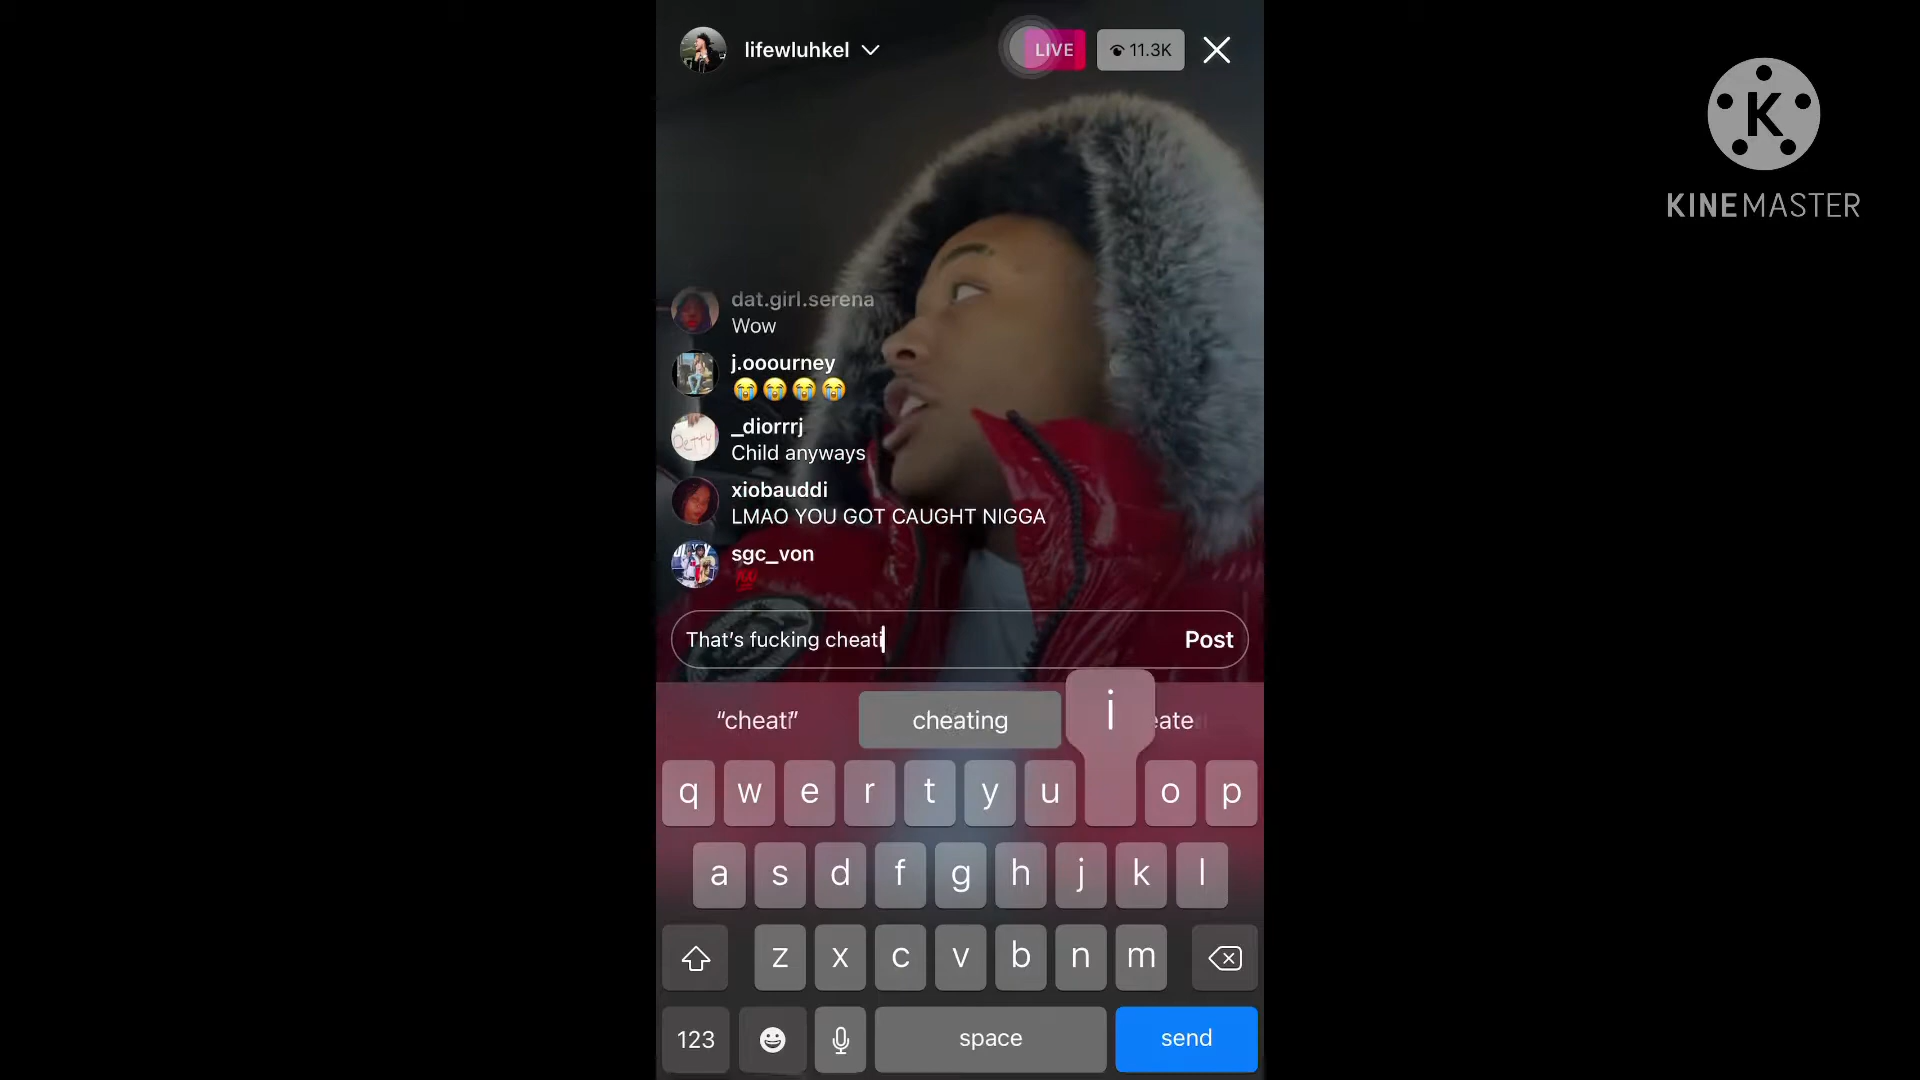 lifewluhkel
LIVE
11.3K
KINEMASTER
dat.girl.serena
Wow
j.ooourney
😭😭😭😭
_diorrrj
Child anyways
xiobauddi
LMAO YOU GOT CAUGHT NIGGA
sgc_von
💯
That’s fucking cheati
Post
“cheati”
cheating
i
q w e r t y u o p
a s d f g h j k l
z x c v b n m
123
space
send